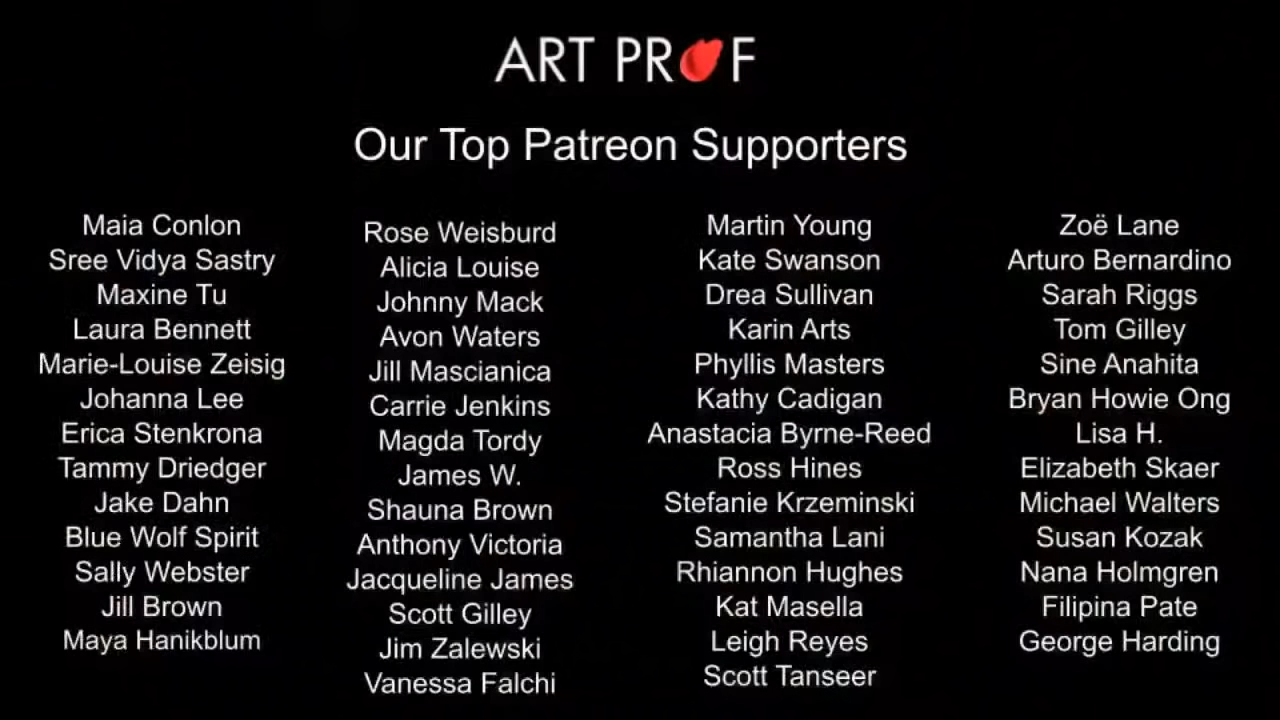 ART PROF
Our Top Patreon Supporters
Maia Conlon
Sree Vidya Sastry
Maxine Tu
Laura Bennett
Marie-Louise Zeisig
Johanna Lee
Erica Stenkrona
Tammy Driedger
Jake Dahn
Blue Wolf Spirit
Sally Webster
Jill Brown
Maya Hanikblum
Rose Weisburd
Alicia Louise
Johnny Mack
Avon Waters
Jill Mascianica
Carrie Jenkins
Magda Tordy
James W.
Shauna Brown
Anthony Victoria
Jacqueline James
Scott Gilley
Jim Zalewski
Vanessa Falchi
Martin Young
Kate Swanson
Drea Sullivan
Karin Arts
Phyllis Masters
Kathy Cadigan
Anastacia Byrne-Reed
Ross Hines
Stefanie Krzeminski
Samantha Lani
Rhiannon Hughes
Kat Masella
Leigh Reyes
Scott Tanseer
Zoë Lane
Arturo Bernardino
Sarah Riggs
Tom Gilley
Sine Anahita
Bryan Howie Ong
Lisa H.
Elizabeth Skaer
Michael Walters
Susan Kozak
Nana Holmgren
Filipina Pate
George Harding